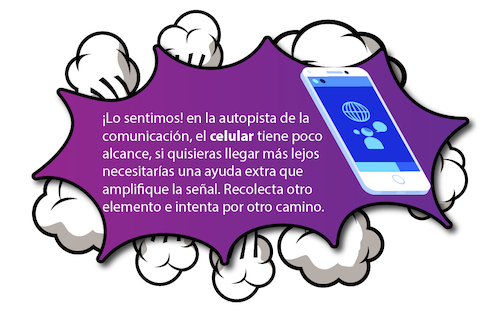 ¡Lo sentimos! en la autopista de la
comunicación, el celular tiene poco
alcance, si quisieras llegar más lejos
necesitarías una ayuda extra que
amplifique la señal. Recolecta otro
elemento e intenta por otro camino.